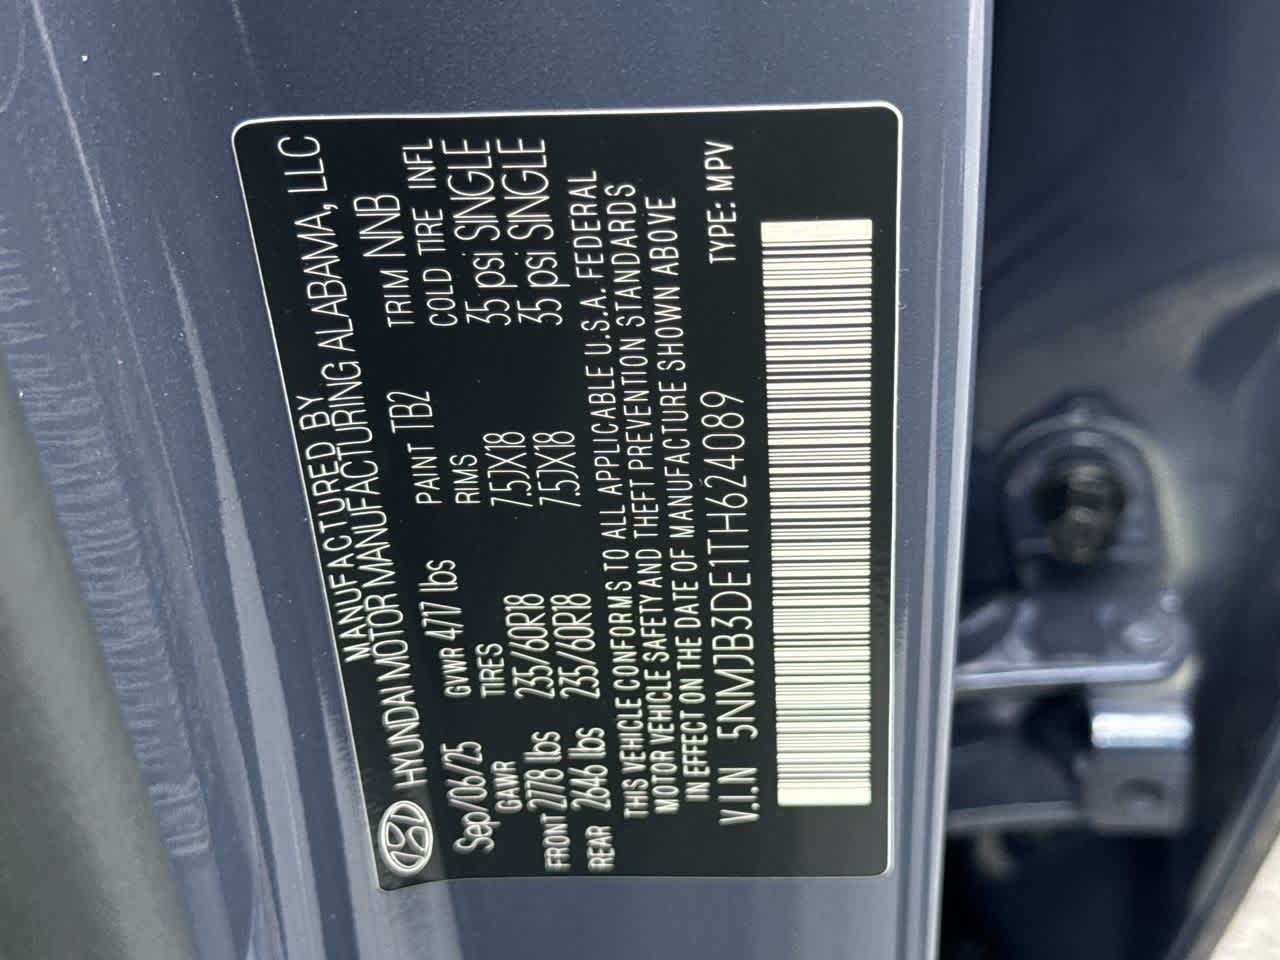 MANUFACTURED BY
HYUNDAI MOTOR MANUFACTURING ALABAMA, LLC
Sep/06/25 GVWR 4717 lbs PAINT TB2 TRIM NNB
GAWR TIRES RIMS COLD TIRE INFL
FRONT 2778 lbs 235/60R18 7.5JX18 35 psi SINGLE
REAR 2646 lbs 235/60R18 7.5JX18 35 psi SINGLE
THIS VEHICLE CONFORMS TO ALL APPLICABLE U.S.A. FEDERAL
MOTOR VEHICLE SAFETY AND THEFT PREVENTION STANDARDS
IN EFFECT ON THE DATE OF MANUFACTURE SHOWN ABOVE
V.I.N 5NMJB3DE1TH624089 TYPE: MPV